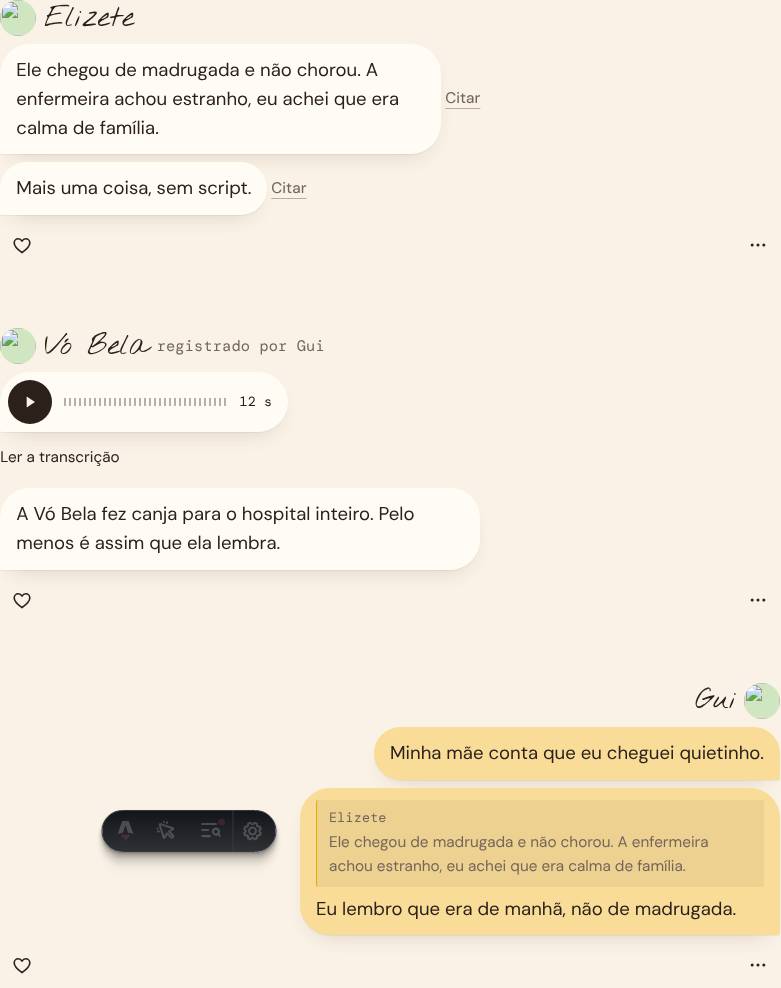 Elizete
Ele chegou de madrugada e não chorou. A
enfermeira achou estranho, eu achei que era
calma de família.
Citar
Mais uma coisa, sem script.
Citar
Vó Bela registrado por Gui
12 s
Ler a transcrição
A Vó Bela fez canja para o hospital inteiro. Pelo
menos é assim que ela lembra.
Gui
Minha mãe conta que eu cheguei quietinho.
Elizete
Ele chegou de madrugada e não chorou. A enfermeira
achou estranho, eu achei que era calma de família.
Eu lembro que era de manhã, não de madrugada.